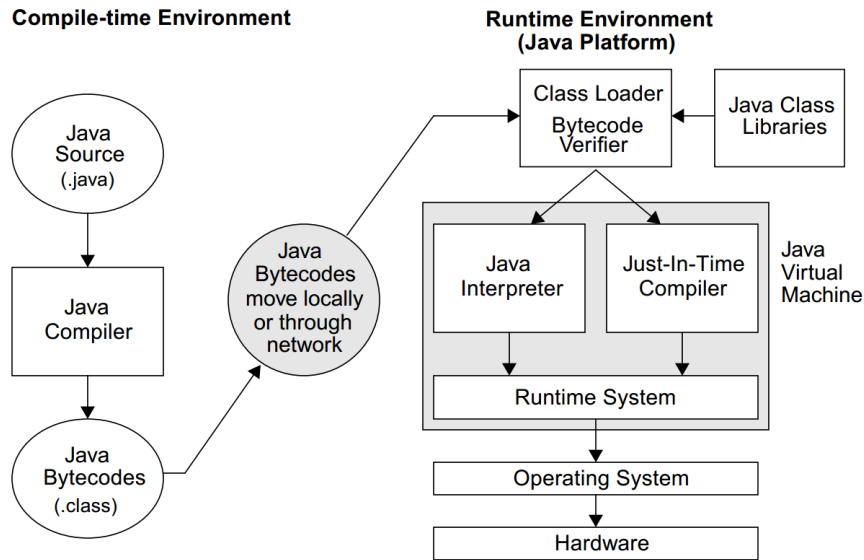 Compile-time Environment
Runtime Environment
(Java Platform)
Java
Source
(.java)
Java
Compiler
Java
Bytecodes
(.class)
Java
Bytecodes
move locally
or through
network
Class Loader
Bytecode
Verifier
Java Class
Libraries
Java
Interpreter
Just-In-Time
Compiler
Java
Virtual
Machine
Runtime System
Operating System
Hardware